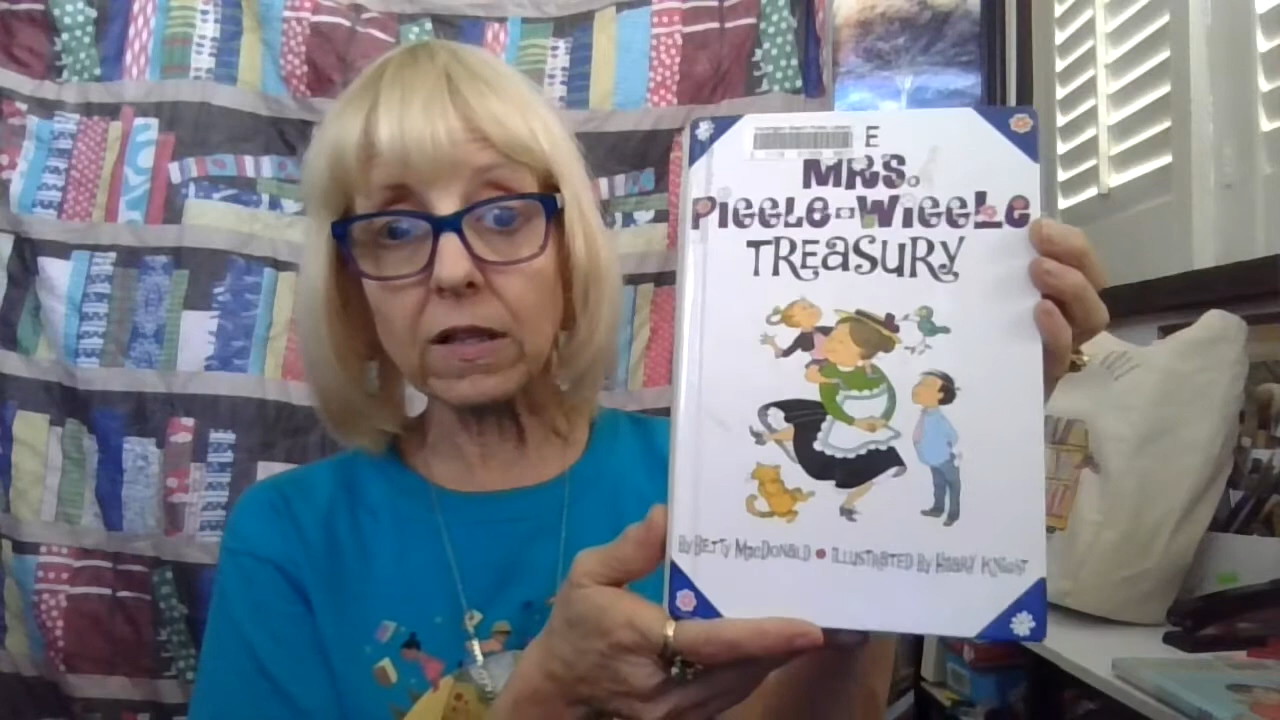 E
MRS.
PIGGLE-WIGGLE
TREASURY
By BETTY MACDONALD • ILLUSTRATED By HILARY KNIGHT